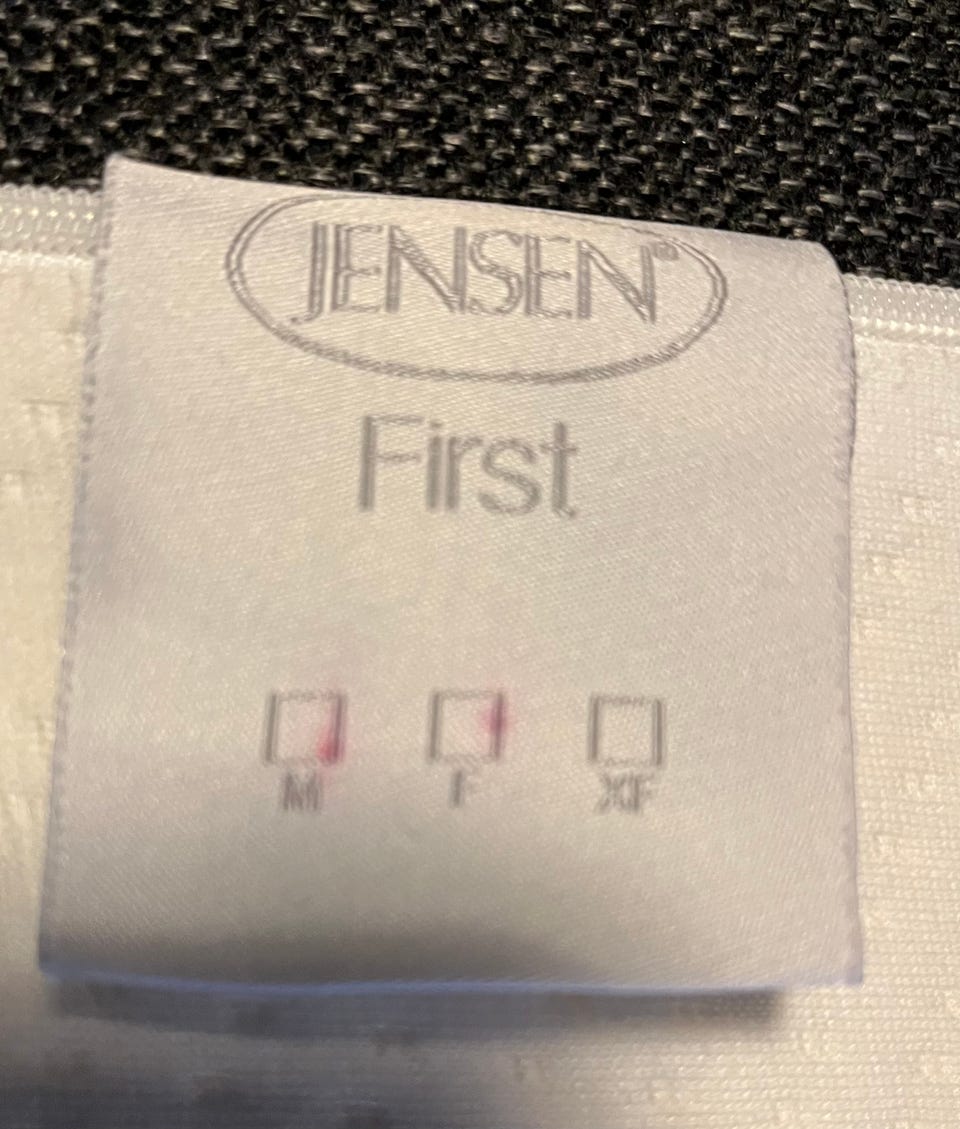 JENSEN®
First
☐ ☐ ☐
M F XF